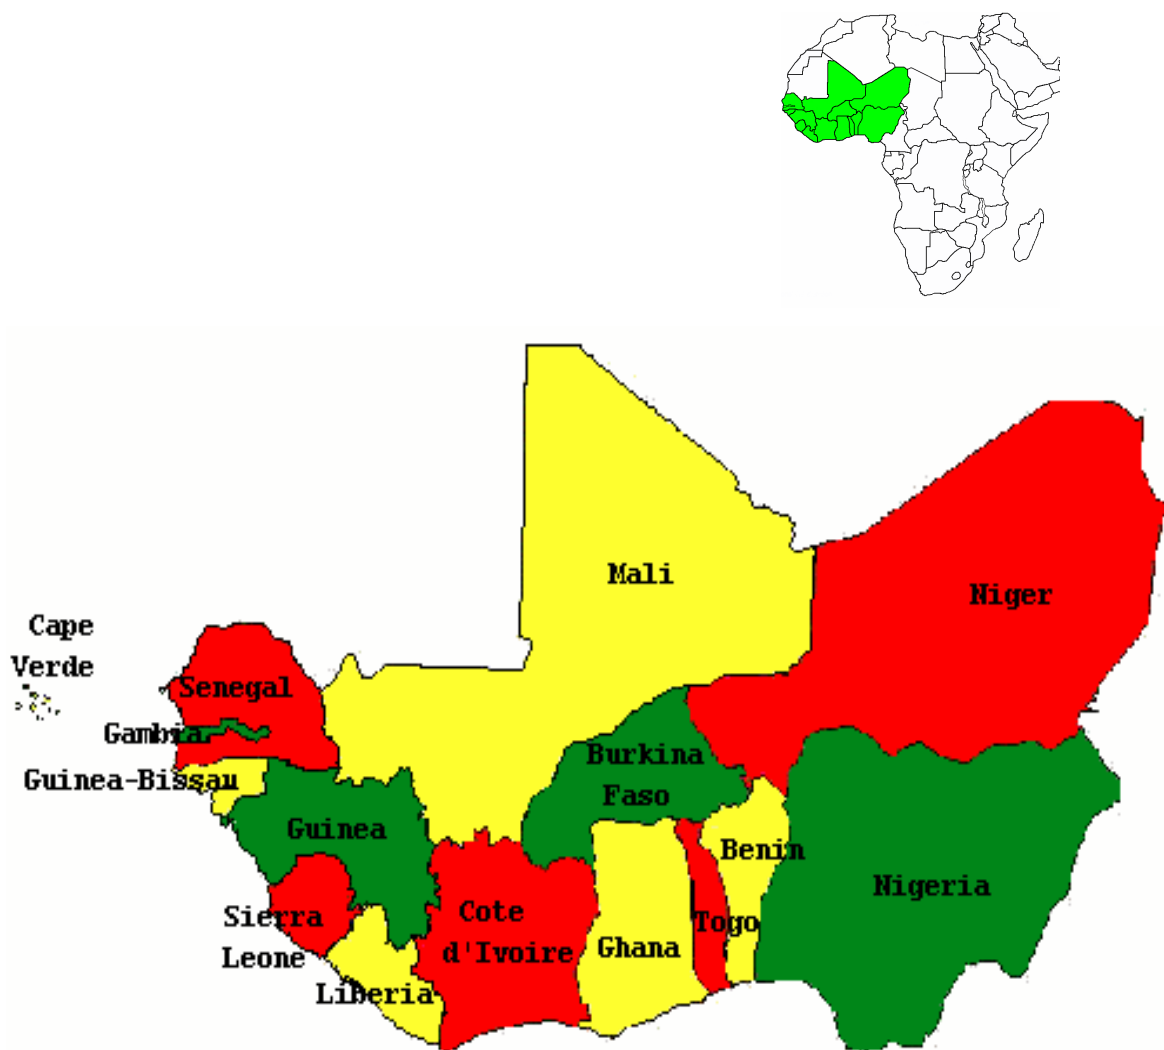 Mali
Niger
Cape
Verde
Senegal
Gambia
Guinea-Bissau
Burkina
Faso
Guinea
Benin
Nigeria
Sierra
Leone
Cote
d'Ivoire
Togo
Ghana
Liberia